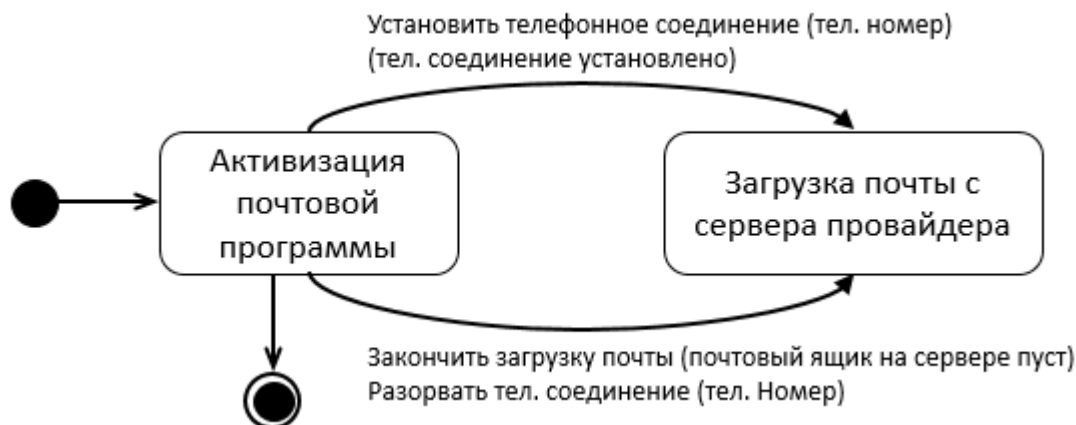 Установить телефонное соединение (тел. номер)
(тел. соединение установлено)
Активизация
почтовой
программы
Загрузка почты с
сервера провайдера
Закончить загрузку почты (почтовый ящик на сервере пуст)
Разорвать тел. соединение (тел. Номер)